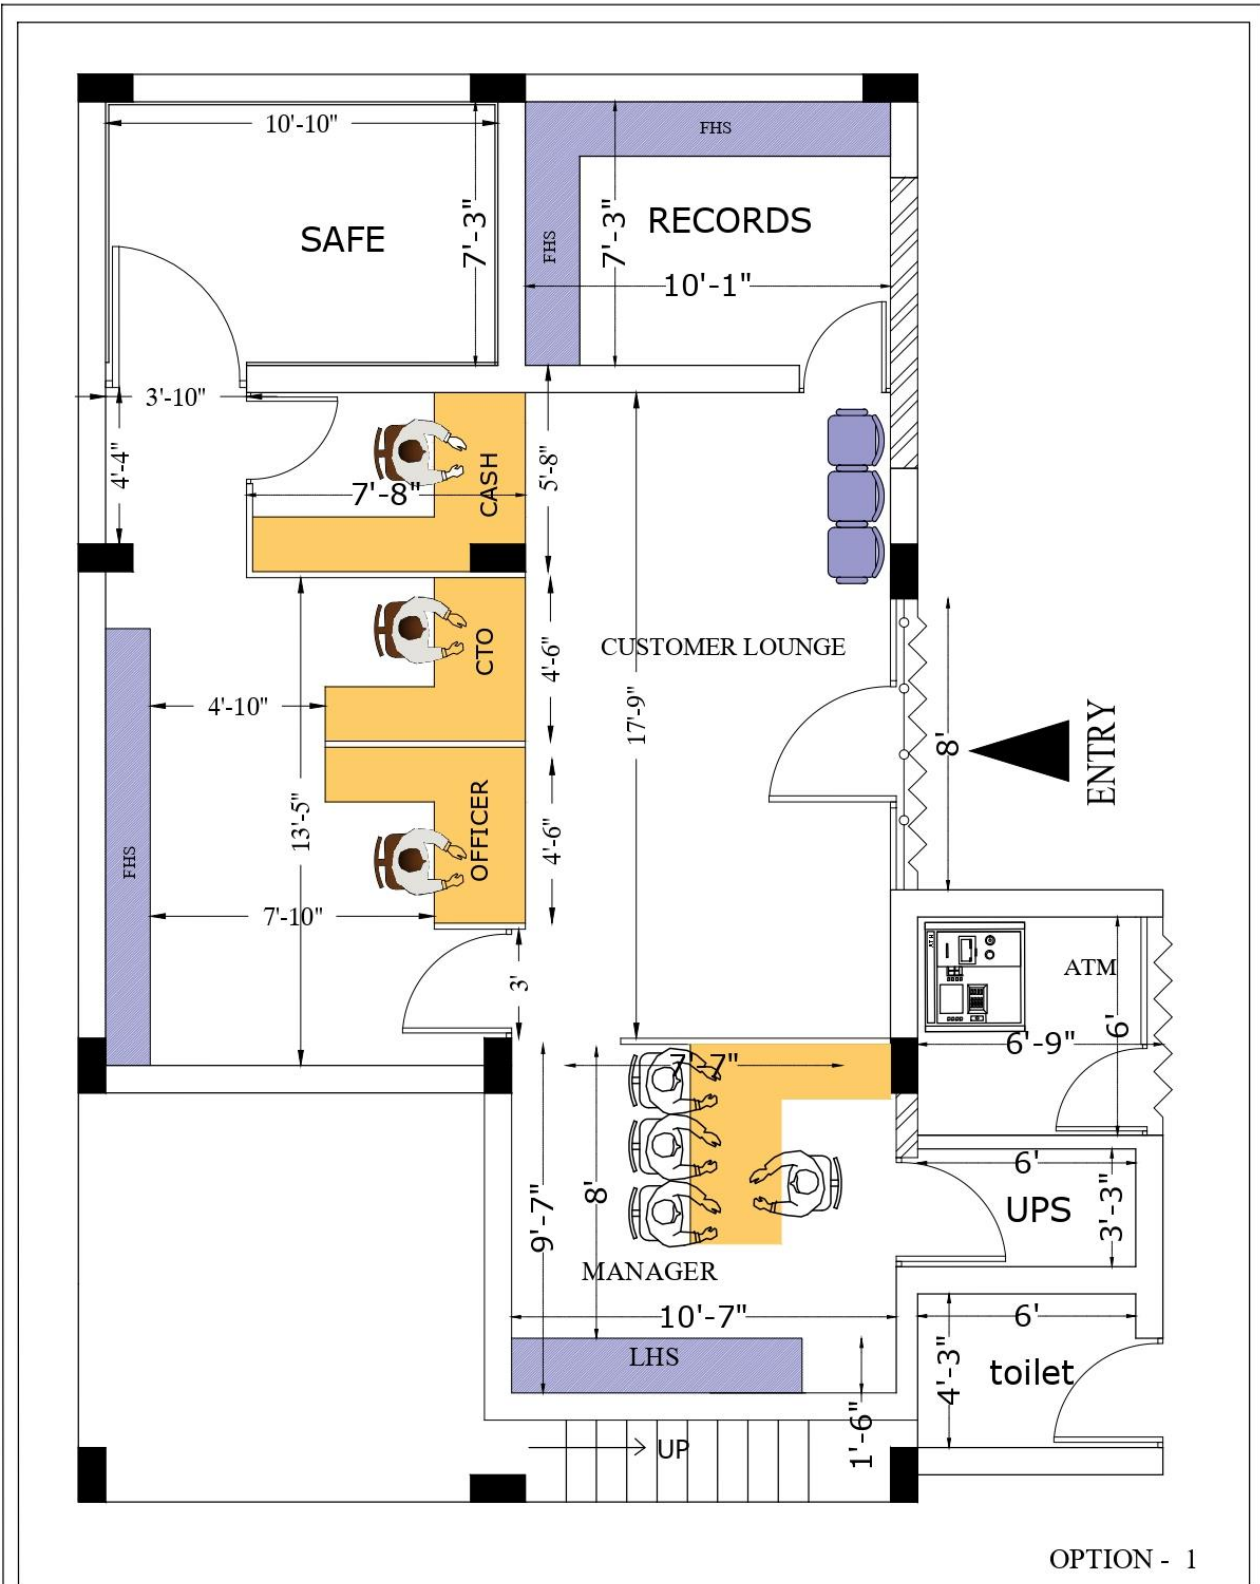 10'-10"
FHS
SAFE
7'-3"
FHS
7'-3"
RECORDS
10'-1"
3'-10"
4'-4"
7'-8"
CASH
5'-8"
CTO
4'-6"
CUSTOMER LOUNGE
4'-10"
17'-9"
8'
ENTRY
FHS
13'-5"
OFFICER
4'-6"
7'-10"
3'
ATM
ATM
6'
6'-9"
7'-7"
8'
9'-7"
6'
UPS
3'-3"
MANAGER
10'-7"
6'
LHS
toilet
4'-3"
1'-6"
UP
OPTION - 1